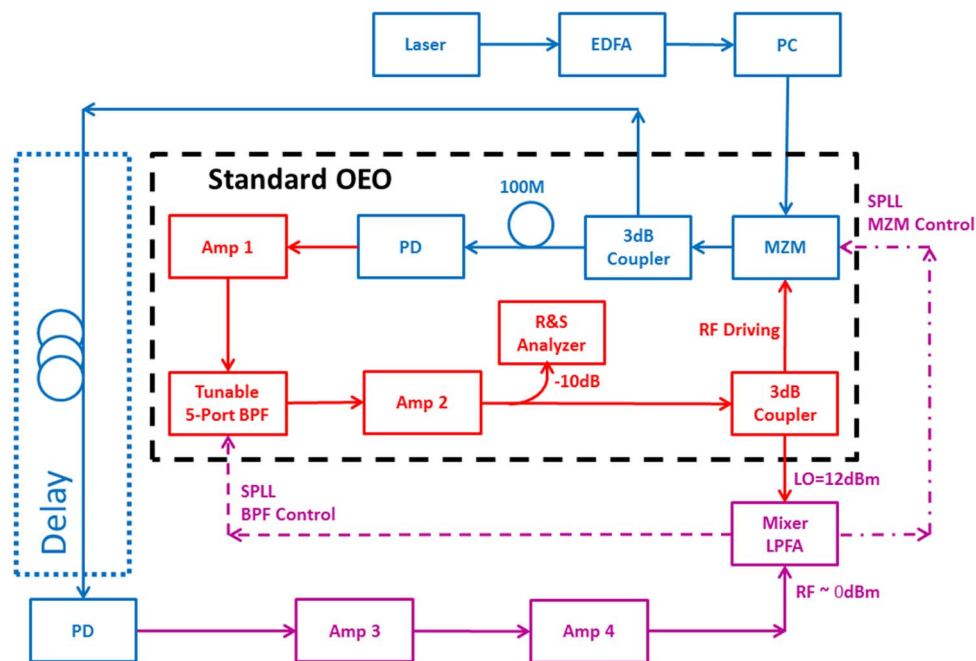 Laser
EDFA
PC
Standard OEO
100M
SPLL
MZM Control
Amp 1
PD
3dB
Coupler
MZM
R&S
Analyzer
RF Driving
-10dB
Tunable
5-Port BPF
Amp 2
3dB
Coupler
Delay
SPLL
BPF Control
LO=12dBm
Mixer
LPFA
RF ~ 0dBm
PD
Amp 3
Amp 4